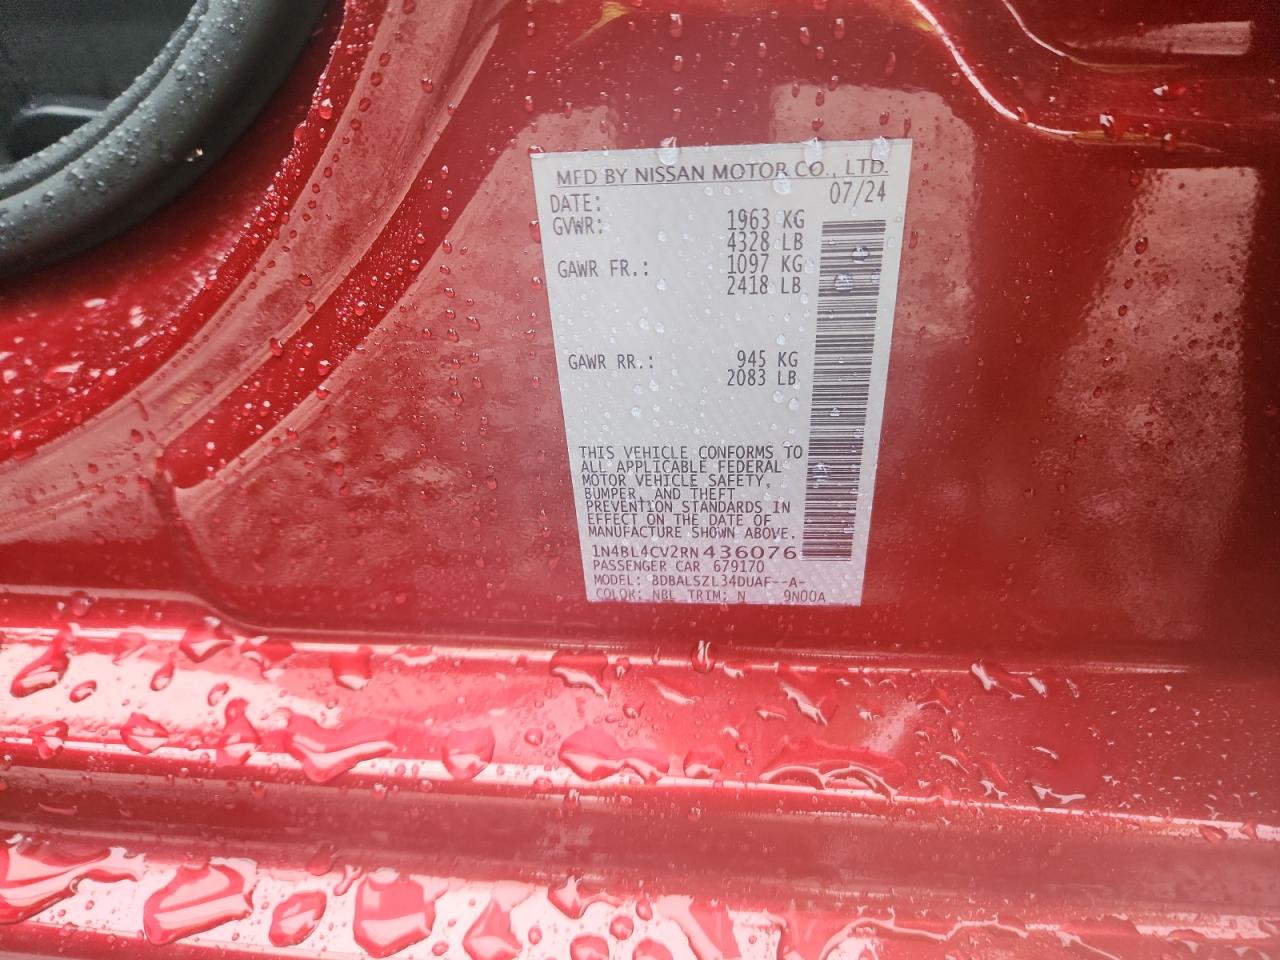 MFD BY NISSAN MOTOR CO., LTD.
DATE: 07/24
GVWR: 1963 KG
4328 LB
GAWR FR.: 1097 KG
2418 LB
GAWR RR.: 945 KG
2083 LB
THIS VEHICLE CONFORMS TO
ALL APPLICABLE FEDERAL
MOTOR VEHICLE SAFETY,
BUMPER, AND THEFT
PREVENTION STANDARDS IN
EFFECT ON THE DATE OF
MANUFACTURE SHOWN ABOVE.
1N4BL4CV2RN436076
PASSENGER CAR 679170
MODEL: BDBALSZL34DUAF--A-
COLOR: NBL TRIM: N 9N00A